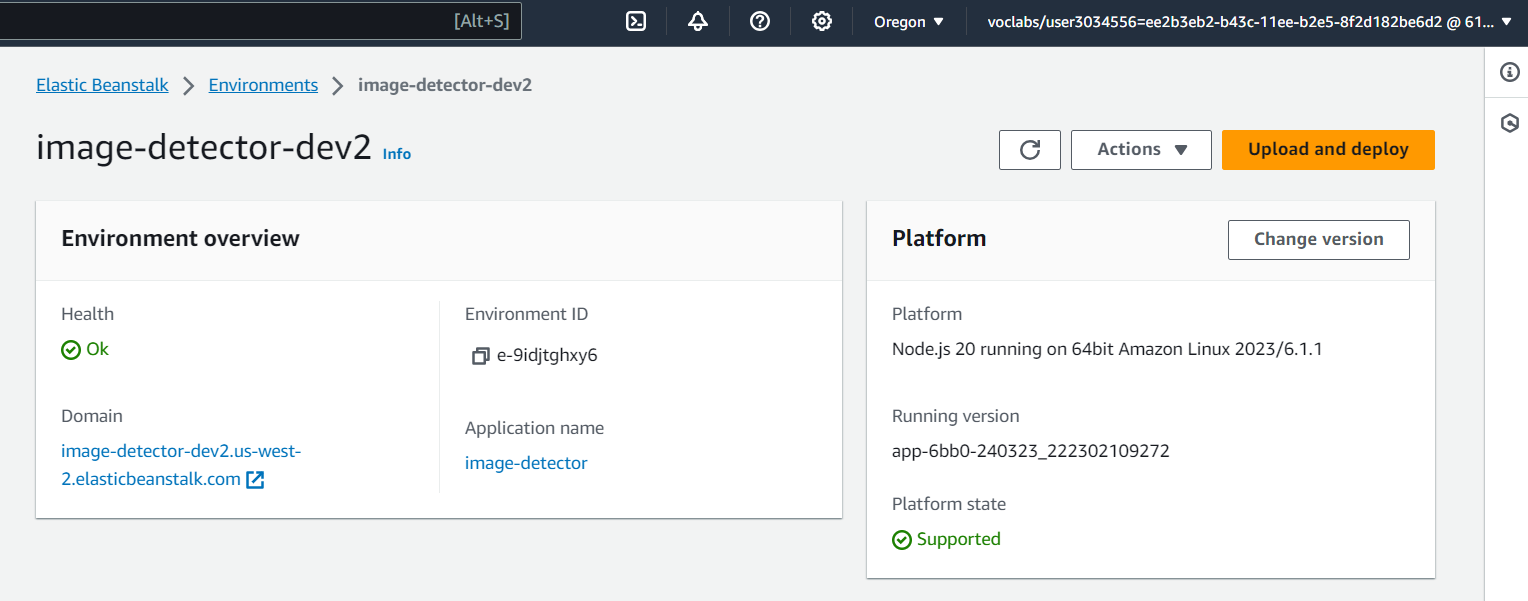 [Alt+S]
Oregon
voclabs/user3034556=ee2b3eb2-b43c-11ee-b2e5-8f2d182be6d2 @ 61...
Elastic Beanstalk
Environments
image-detector-dev2
image-detector-dev2 Info
Actions
Upload and deploy
Environment overview
Health
Ok
Domain
image-detector-dev2.us-west-
2.elasticbeanstalk.com
Environment ID
e-9idjtghxy6
Application name
image-detector
Platform
Change version
Platform
Node.js 20 running on 64bit Amazon Linux 2023/6.1.1
Running version
app-6bb0-240323_222302109272
Platform state
Supported